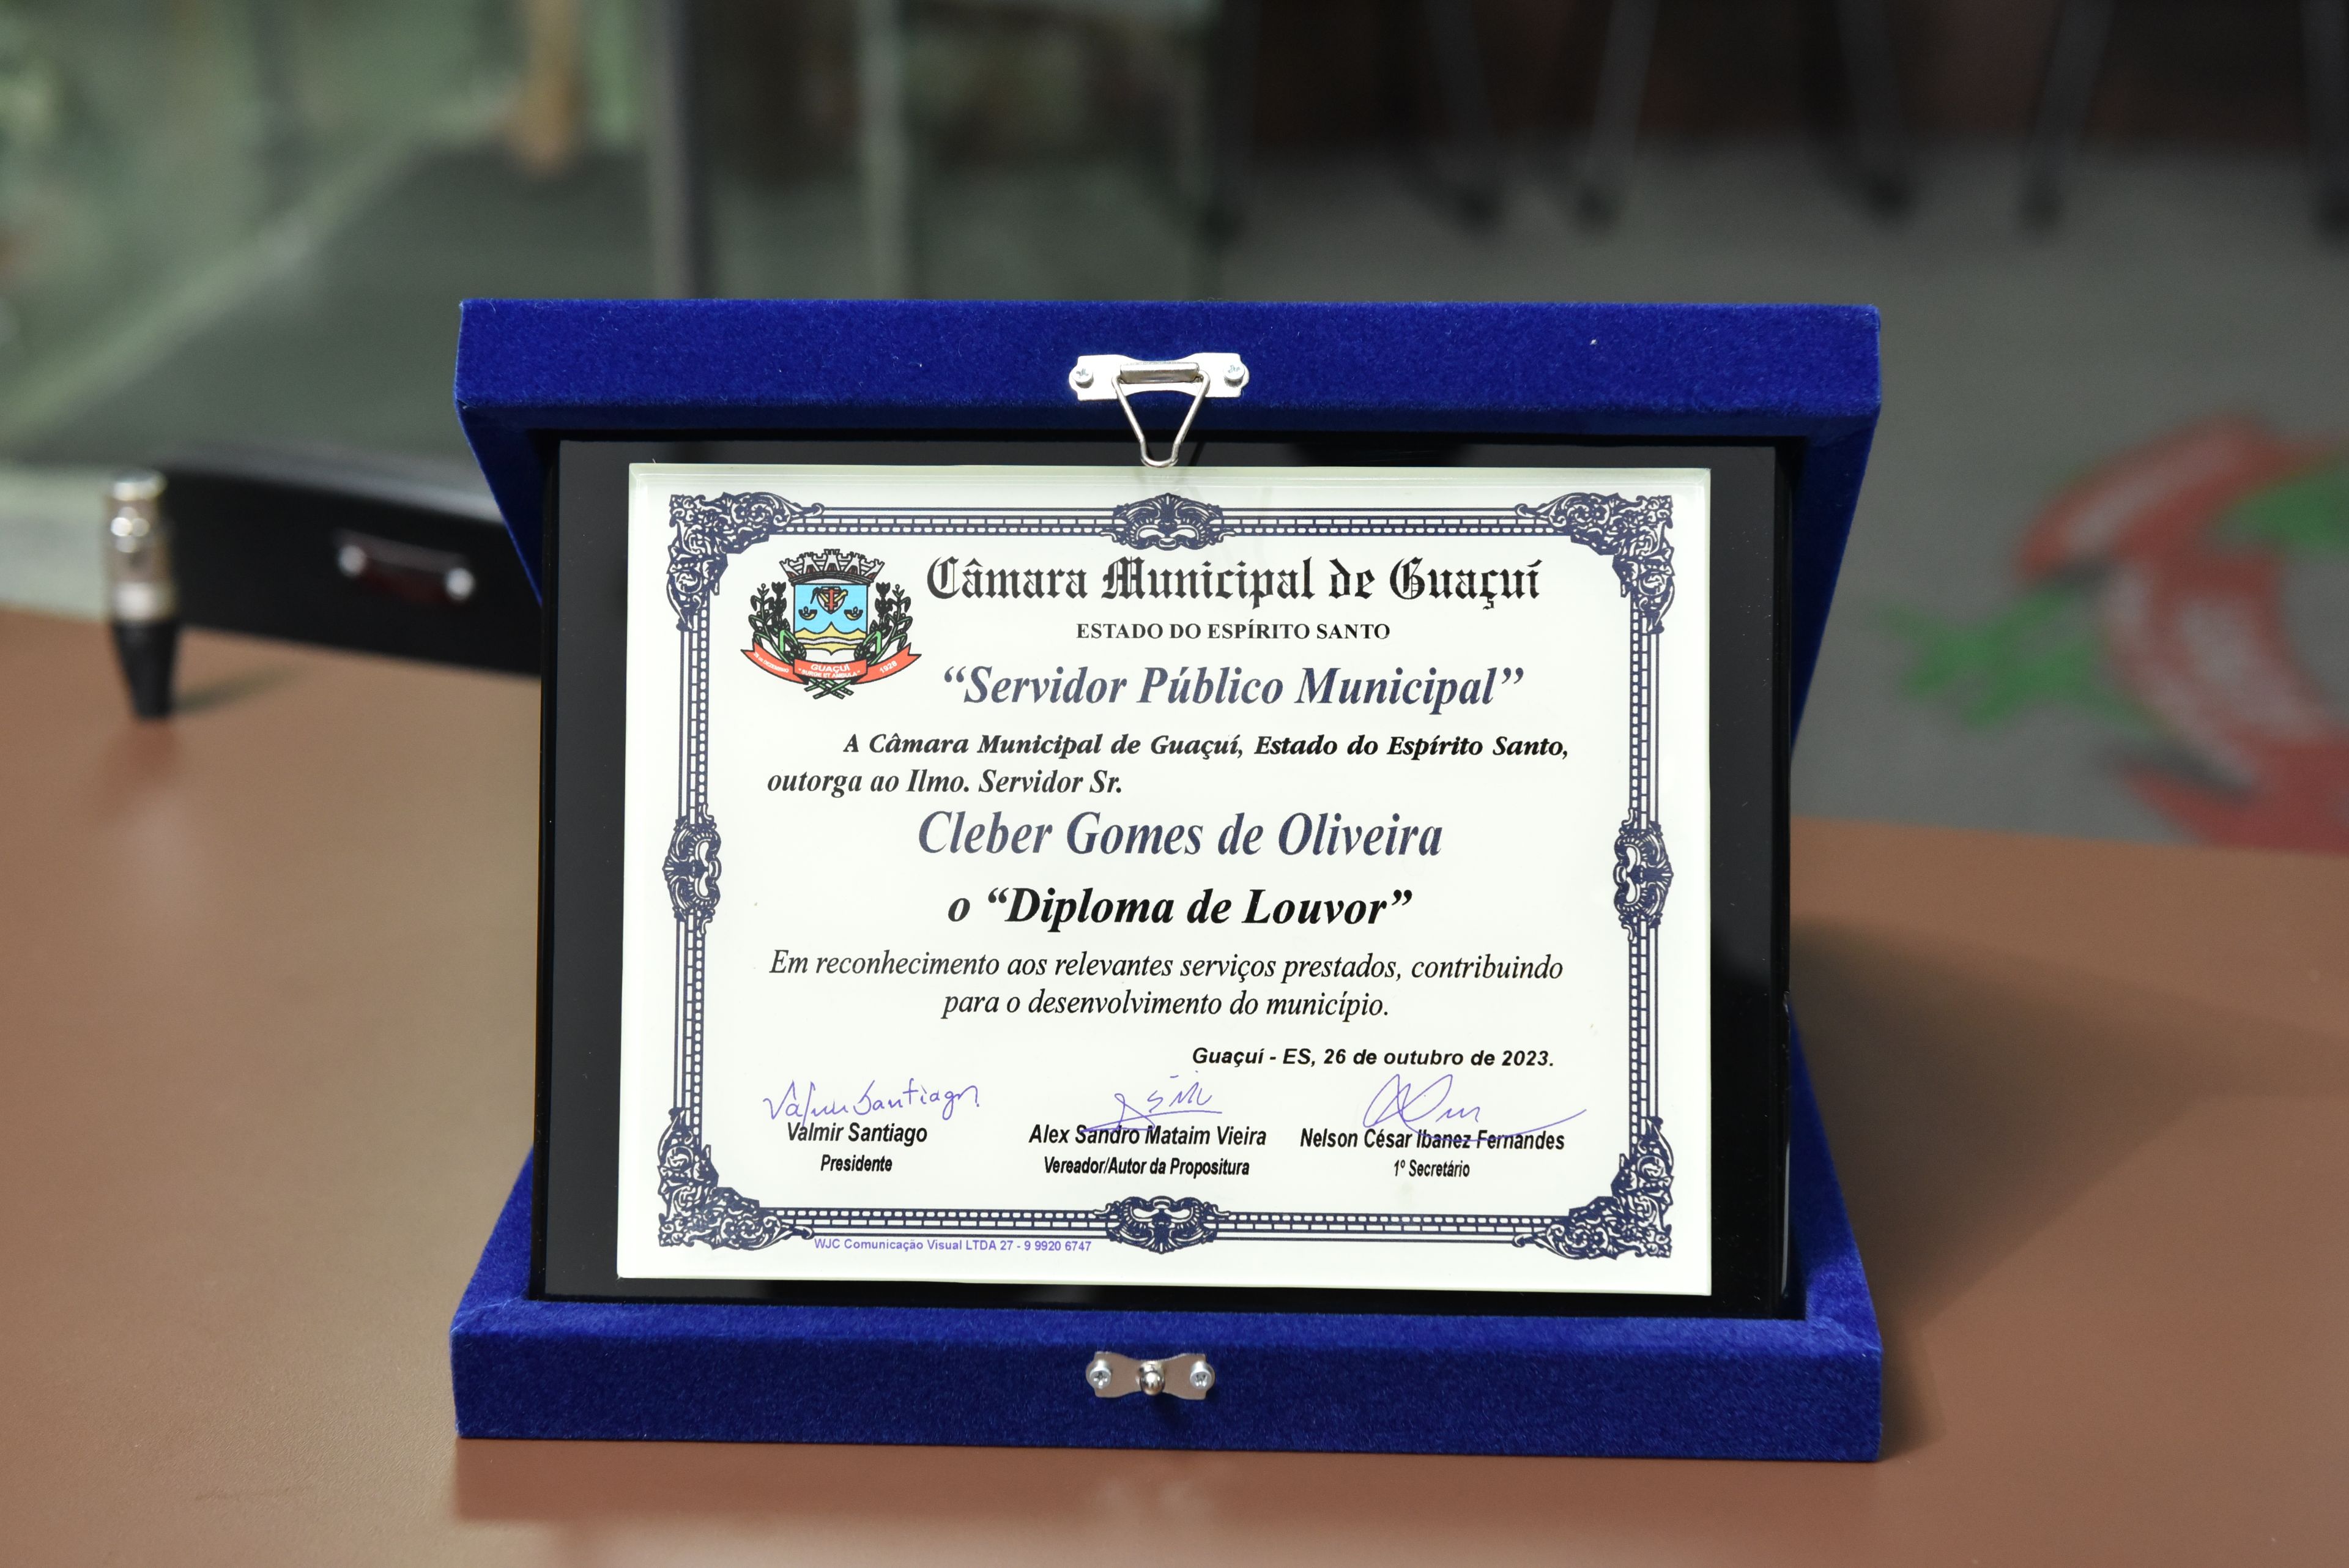 Câmara Municipal de Guaçuí
ESTADO DO ESPÍRITO SANTO
GUAÇUÍ
1928
“Servidor Público Municipal”
A Câmara Municipal de Guaçuí, Estado do Espírito Santo,
outorga ao Ilmo. Servidor Sr.
Cleber Gomes de Oliveira
o “Diploma de Louvor”
Em reconhecimento aos relevantes serviços prestados, contribuindo
para o desenvolvimento do município.
Guaçuí - ES, 26 de outubro de 2023.
Valmir Santiago
Valmir Santiago
Presidente
Alex Sandro Mataim Vieira
Vereador/Autor da Propositura
Nelson César Ibanez Fernandes
1º Secretário
WJC Comunicação Visual LTDA 27 - 9 9920 6747